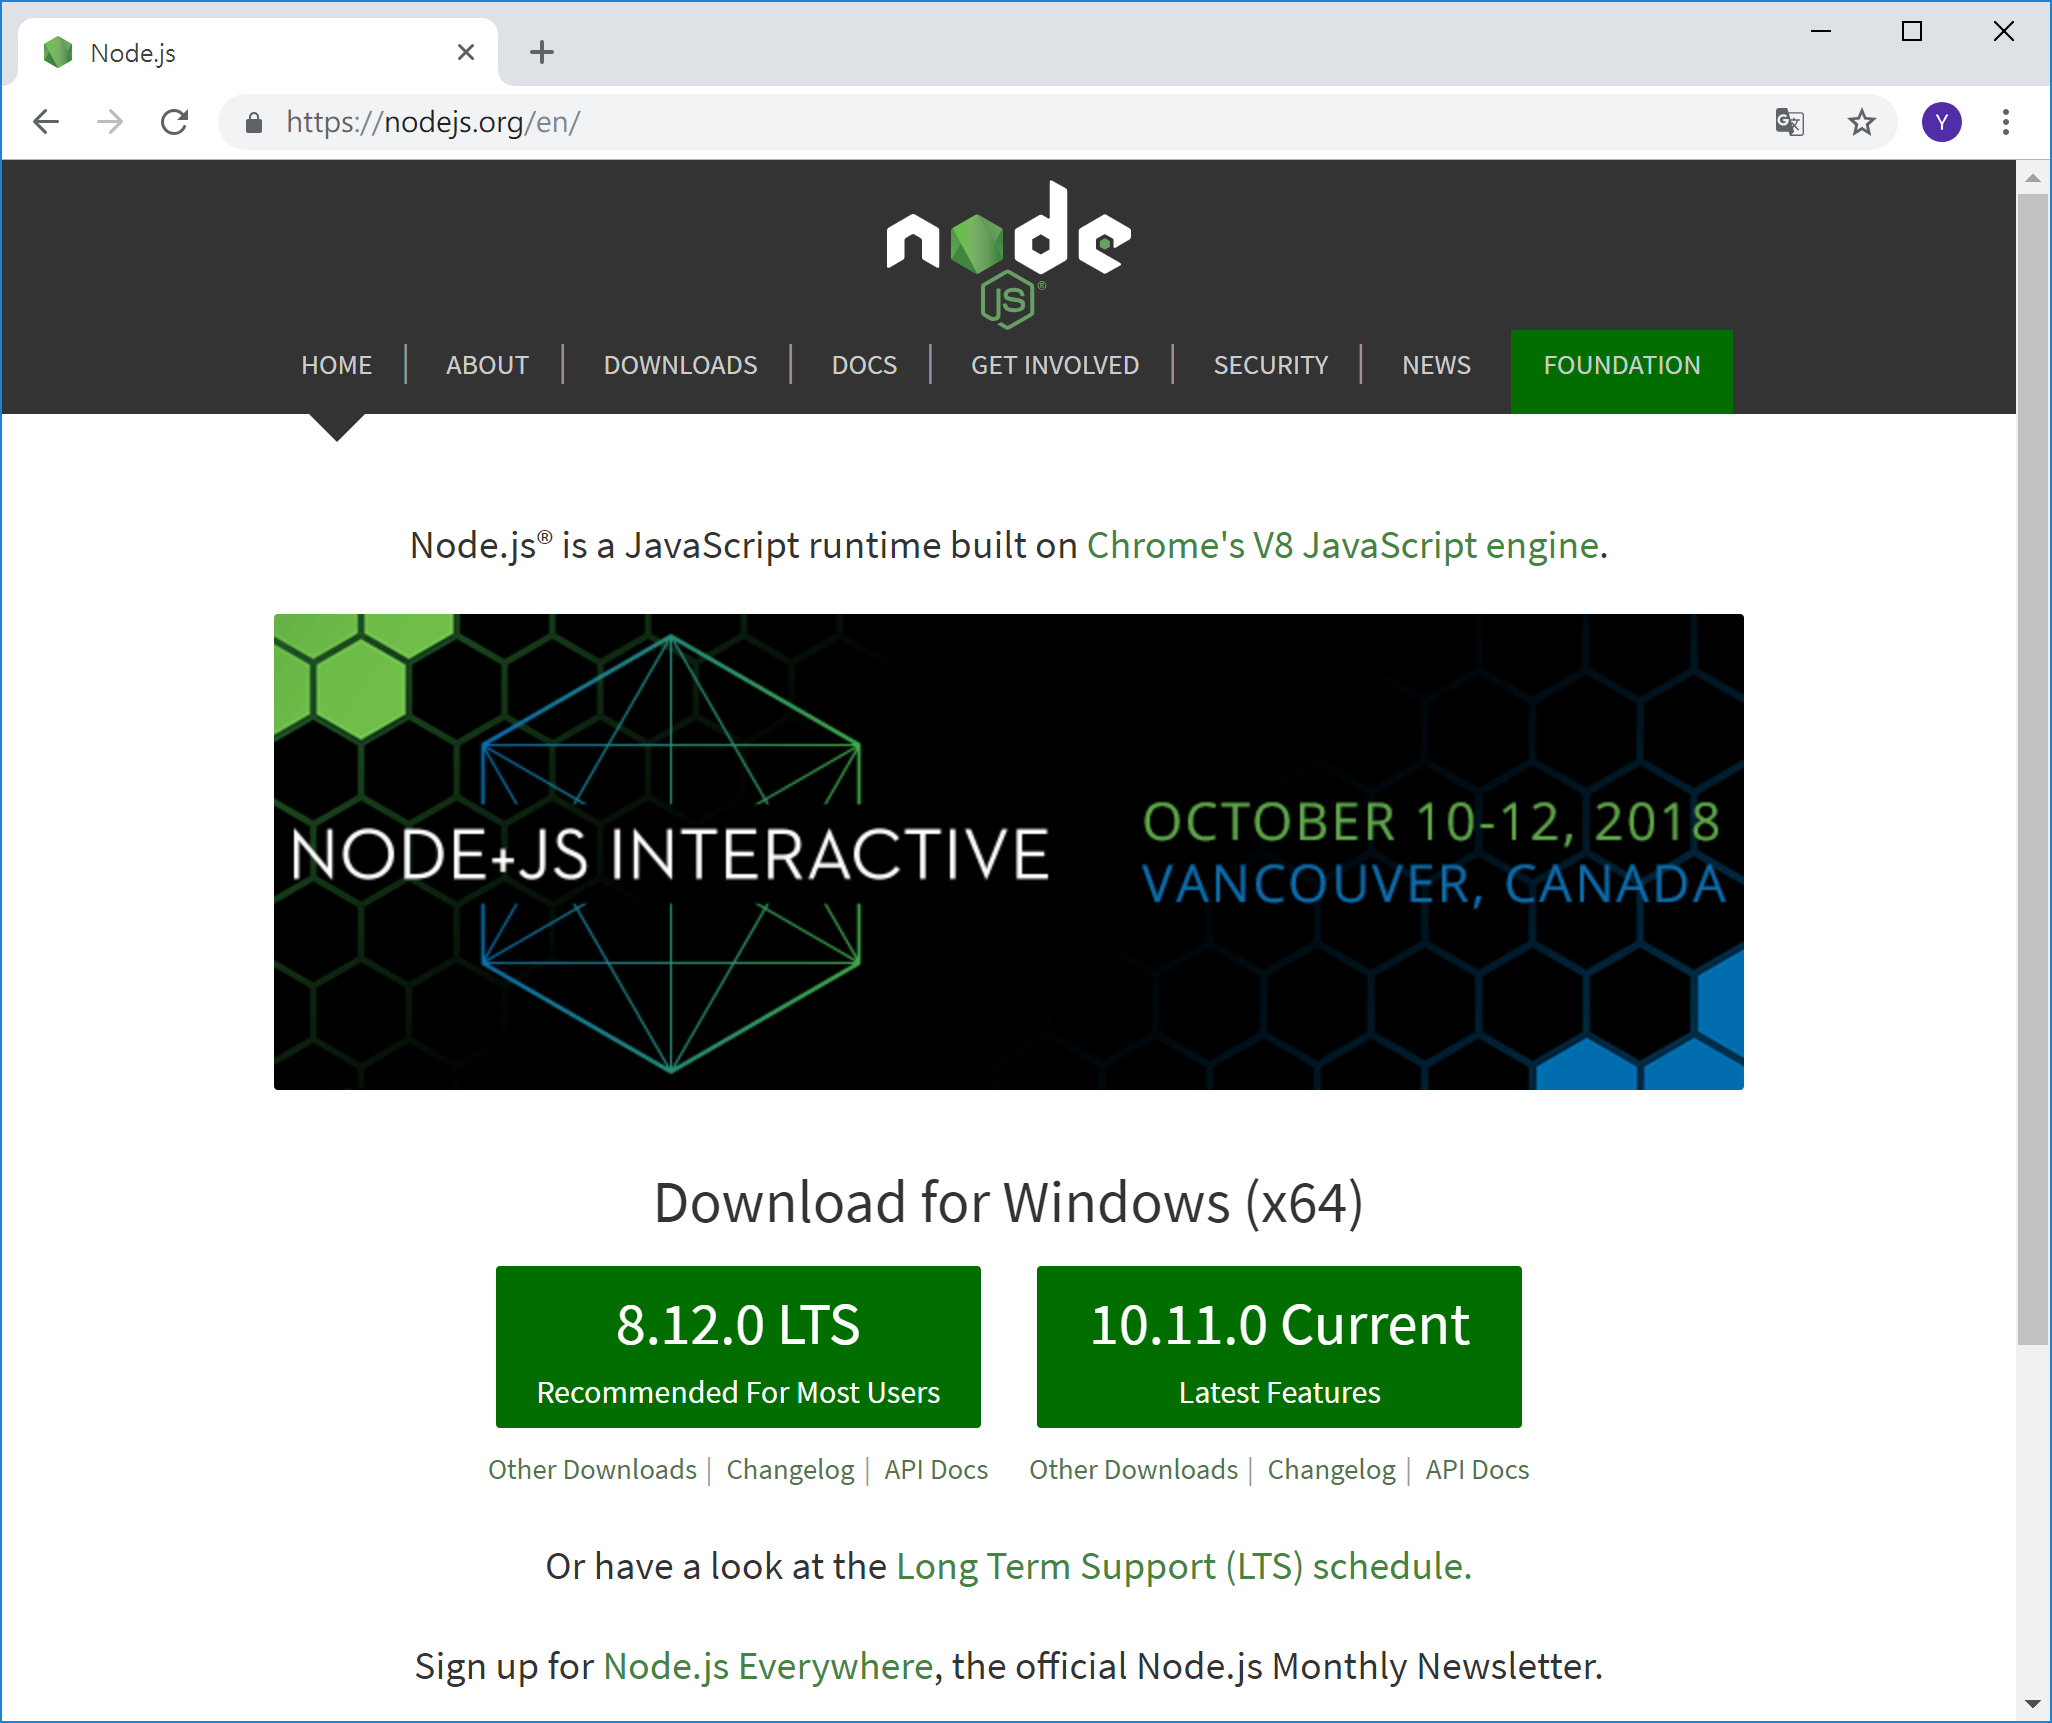 Node.js
https://nodejs.org/en/
Y
node
JS®
HOME | ABOUT | DOWNLOADS | DOCS | GET INVOLVED | SECURITY | NEWS FOUNDATION
Node.js® is a JavaScript runtime built on Chrome's V8 JavaScript engine.
NODE+JS INTERACTIVE
OCTOBER 10-12, 2018
VANCOUVER, CANADA
Download for Windows (x64)
8.12.0 LTS
Recommended For Most Users
10.11.0 Current
Latest Features
Other Downloads | Changelog | API Docs
Other Downloads | Changelog | API Docs
Or have a look at the Long Term Support (LTS) schedule.
Sign up for Node.js Everywhere, the official Node.js Monthly Newsletter.